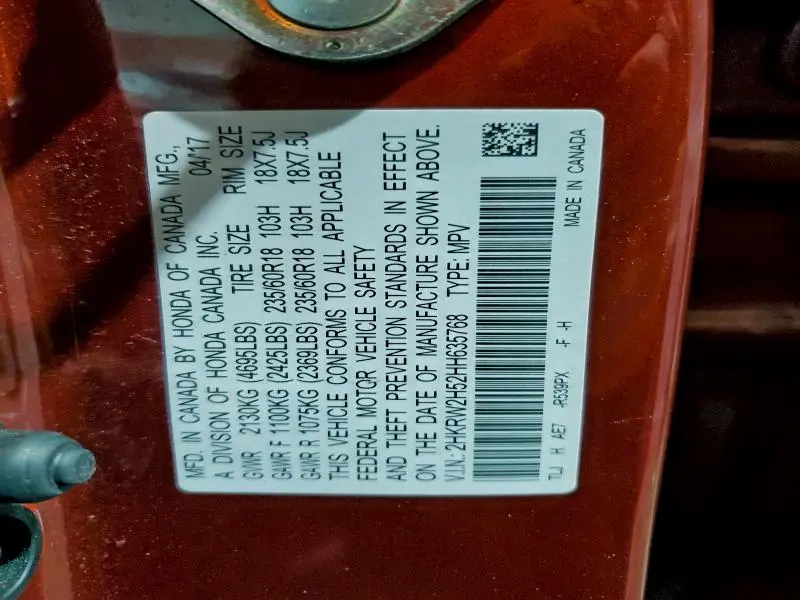 MFD. IN CANADA BY HONDA OF CANADA MFG.,
A DIVISION OF HONDA CANADA INC. 04/17
GVWR 2130KG (4695LBS) TIRE SIZE RIM SIZE
GAWR F 1100KG (2425LBS) 235/60R18 103H 18X7.5J
GAWR R 1075KG (2369LBS) 235/60R18 103H 18X7.5J
THIS VEHICLE CONFORMS TO ALL APPLICABLE
FEDERAL MOTOR VEHICLE SAFETY
AND THEFT PREVENTION STANDARDS IN EFFECT
ON THE DATE OF MANUFACTURE SHOWN ABOVE.
V.I.N.: 2HKRW2H52HH635768 TYPE: MPV
TLJ H AE7 -R539PX -F -H MADE IN CANADA